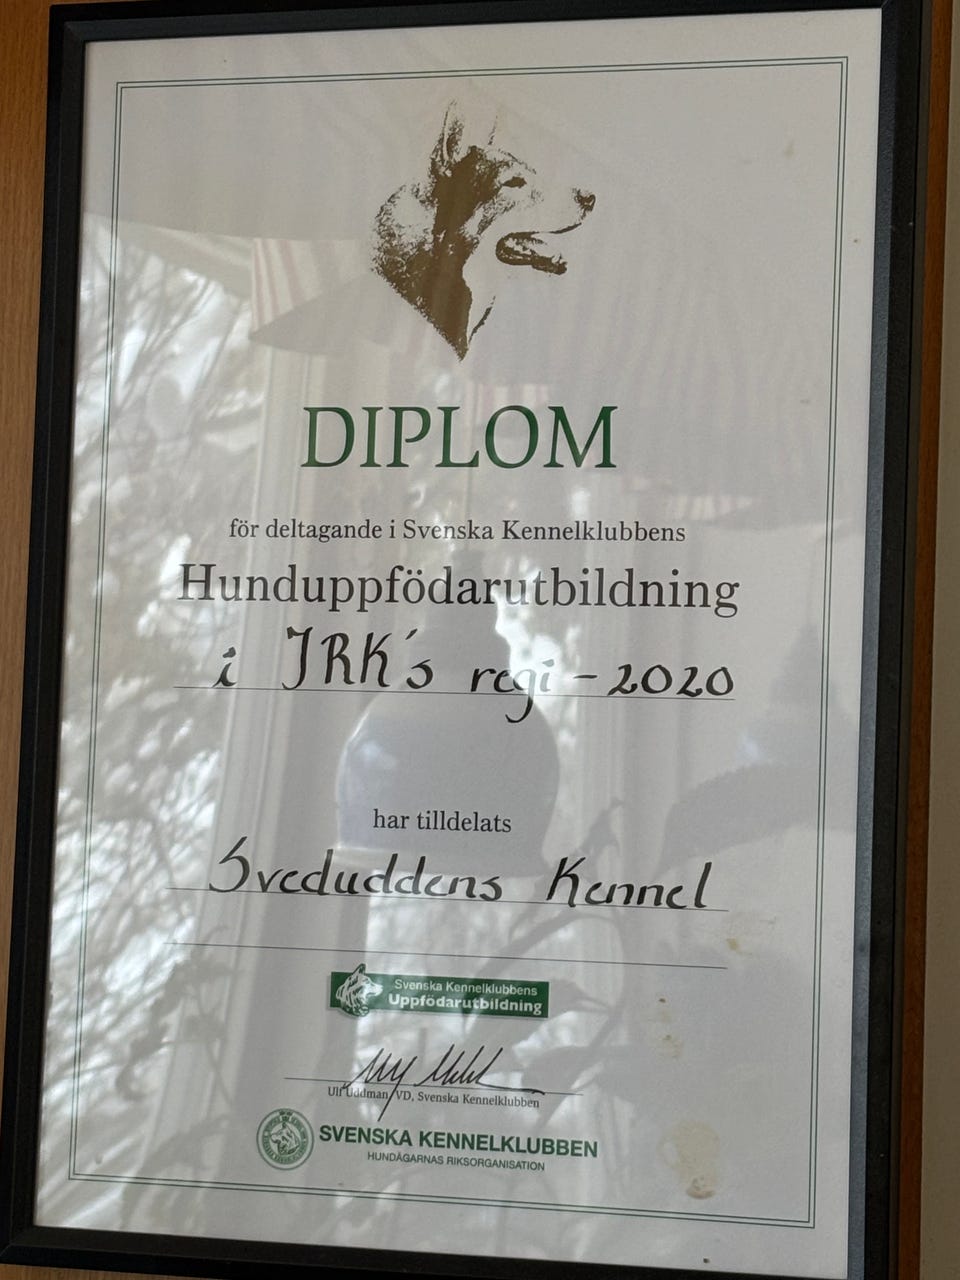 DIPLOM
för deltagande i Svenska Kennelklubbens
Hunduppfödarutbildning
i JRK's regi - 2020
har tilldelats
Sveduddens Kennel
Svenska Kennelklubbens
Uppfödarutbildning
Ulf Uddman, VD, Svenska Kennelklubben
SVENSKA KENNELKLUBBEN
HUNDÄGARNAS RIKSORGANISATION